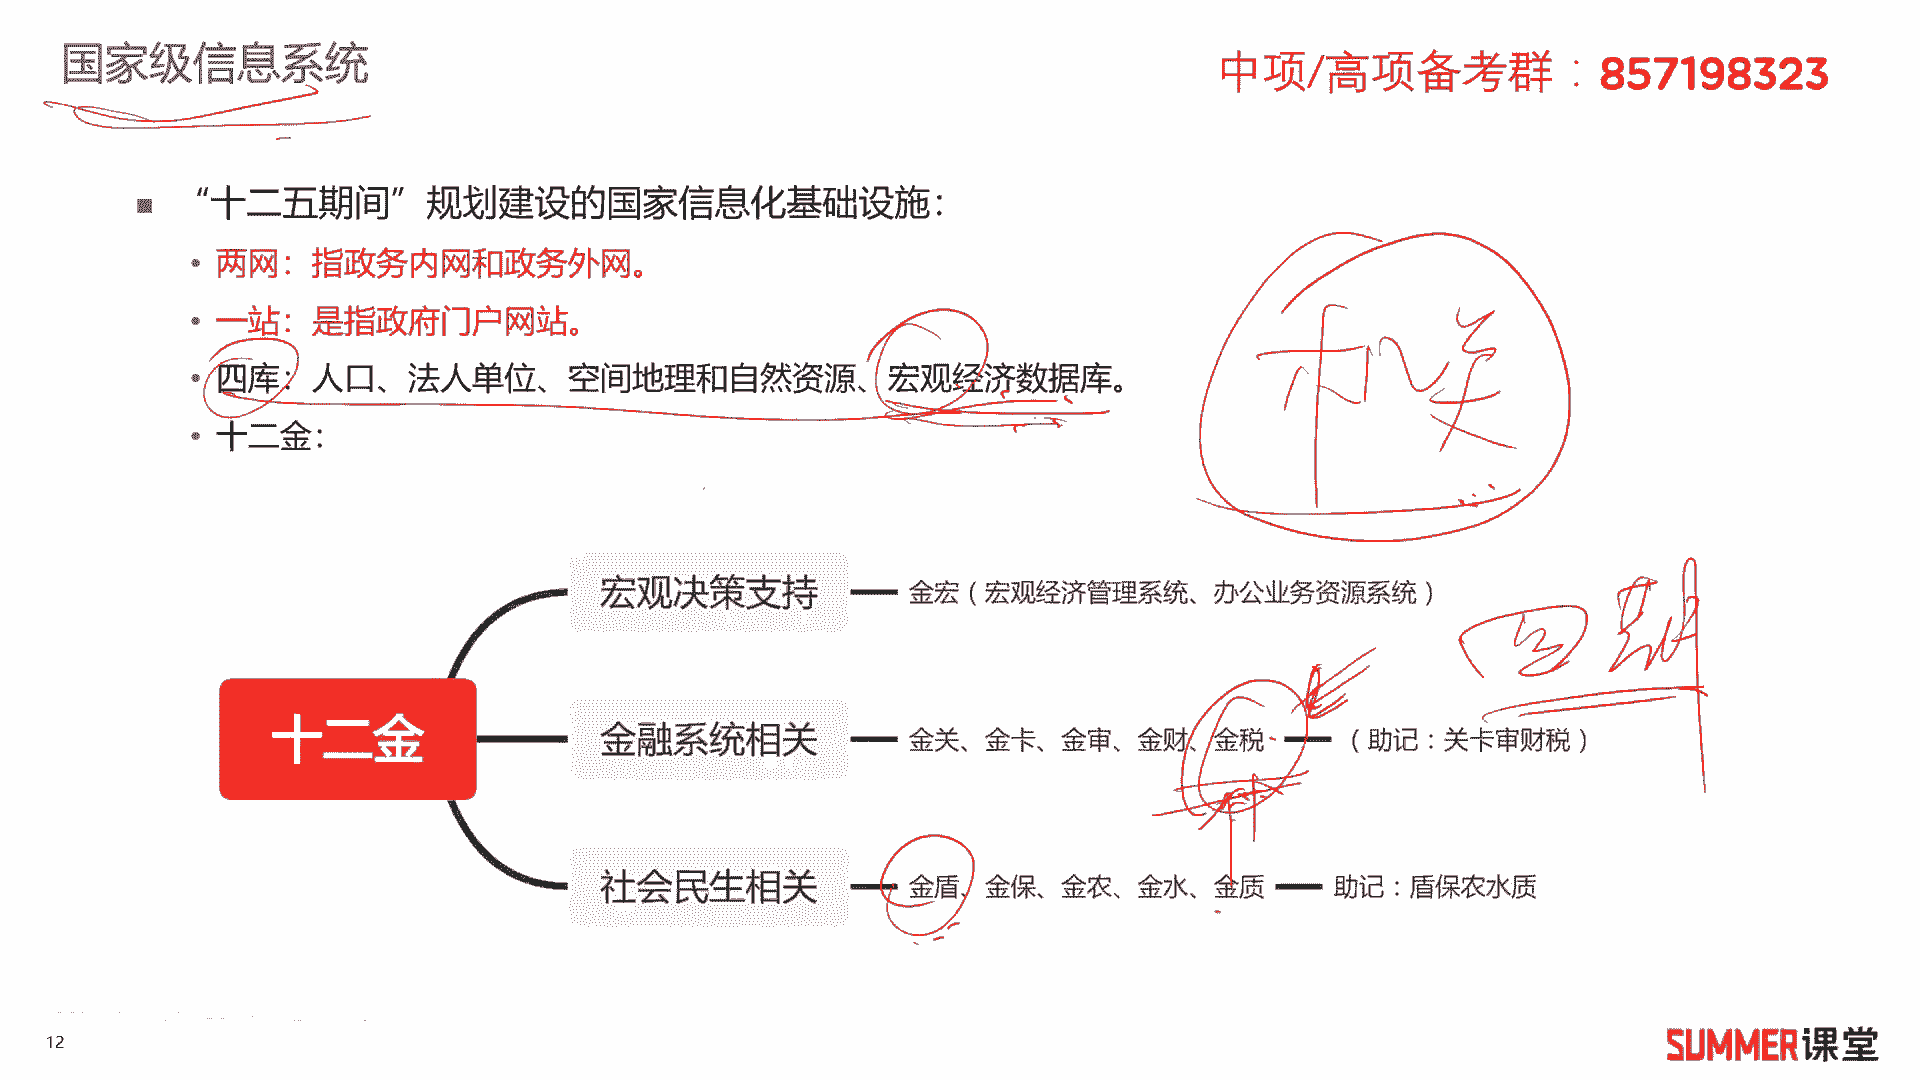 国家级信息系统
中项/高项备考群：857198323
“十二五期间”规划建设的国家信息化基础设施：
两网：指政务内网和政务外网。
一站：是指政府门户网站。
四库：人口、法人单位、空间地理和自然资源、宏观经济数据库。
十二金：
宏观决策支持
金宏（宏观经济管理系统、办公业务资源系统）
十二金
金融系统相关
金关、金卡、金审、金财、金税
（助记：关卡审财税）
社会民生相关
金盾、金保、金农、金水、金质
助记：盾保农水质
12
SUMMER课堂